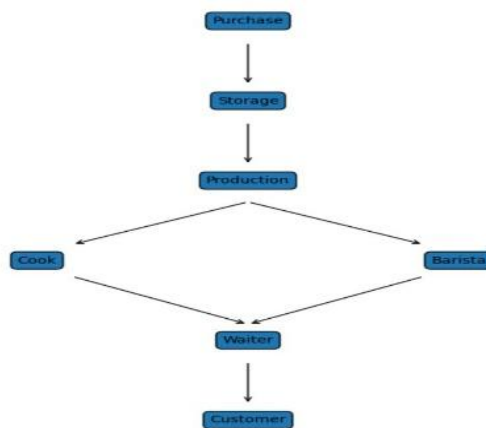 Purchase
Storage
Production
Cook
Barista
Waiter
Customer